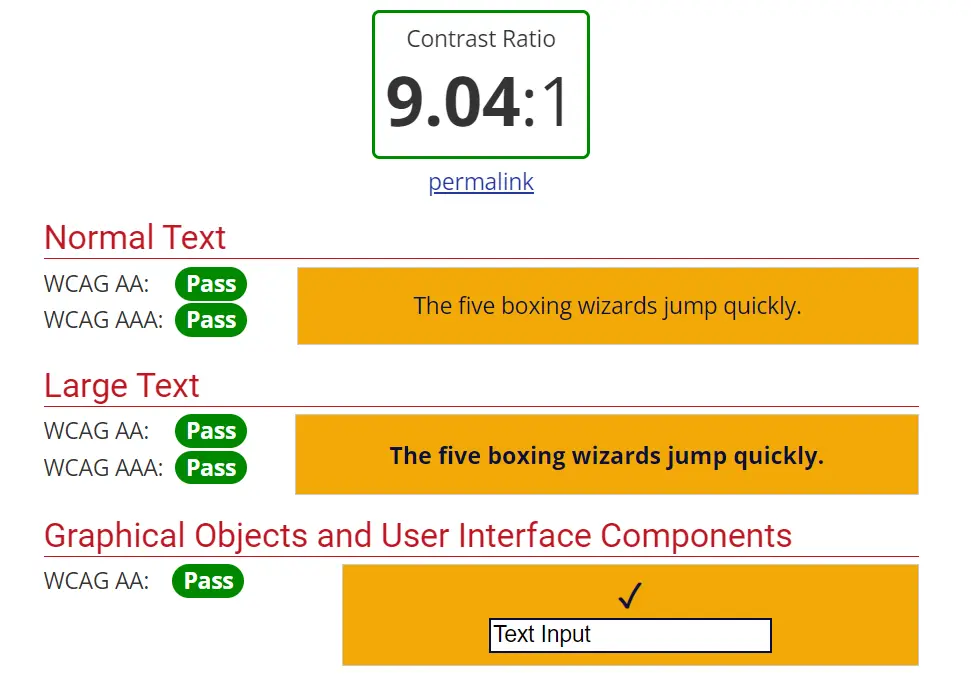 Contrast Ratio
9.04:1
permalink
Normal Text
WCAG AA: Pass
WCAG AAA: Pass
The five boxing wizards jump quickly.
Large Text
WCAG AA: Pass
WCAG AAA: Pass
The five boxing wizards jump quickly.
Graphical Objects and User Interface Components
WCAG AA: Pass
✓
Text Input